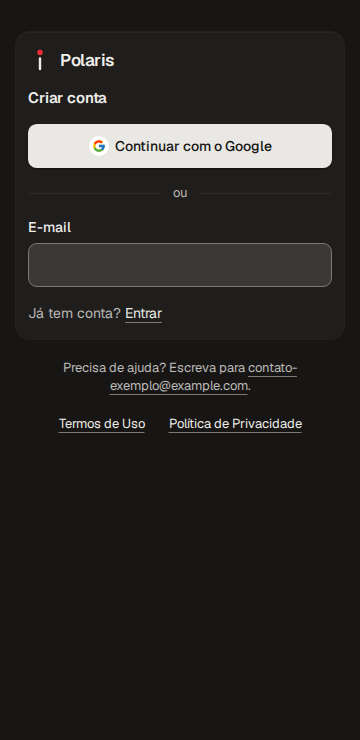 Polaris
Criar conta
Continuar com o Google
ou
E-mail
Já tem conta? Entrar
Precisa de ajuda? Escreva para contato-
exemplo@example.com.
Termos de Uso Política de Privacidade